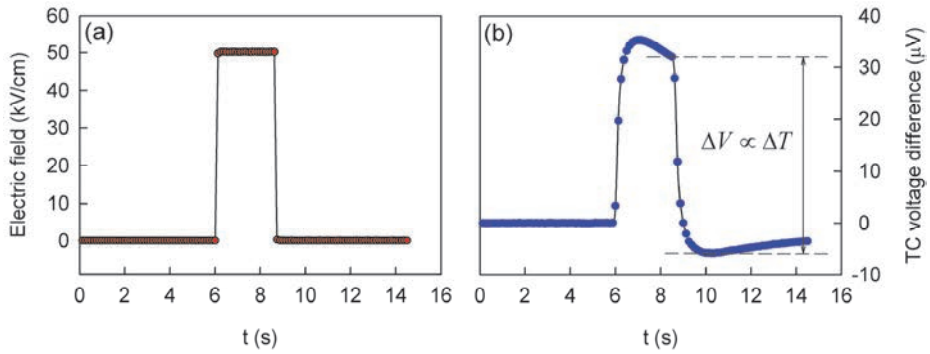 (a)
Electric field (kV/cm)
60
50
40
30
20
10
0
0 2 4 6 8 10 12 14 16
t (s)
(b)
TC voltage difference (μV)
40
30
20
10
0
-10
ΔV ∝ ΔT
0 2 4 6 8 10 12 14 16
t (s)